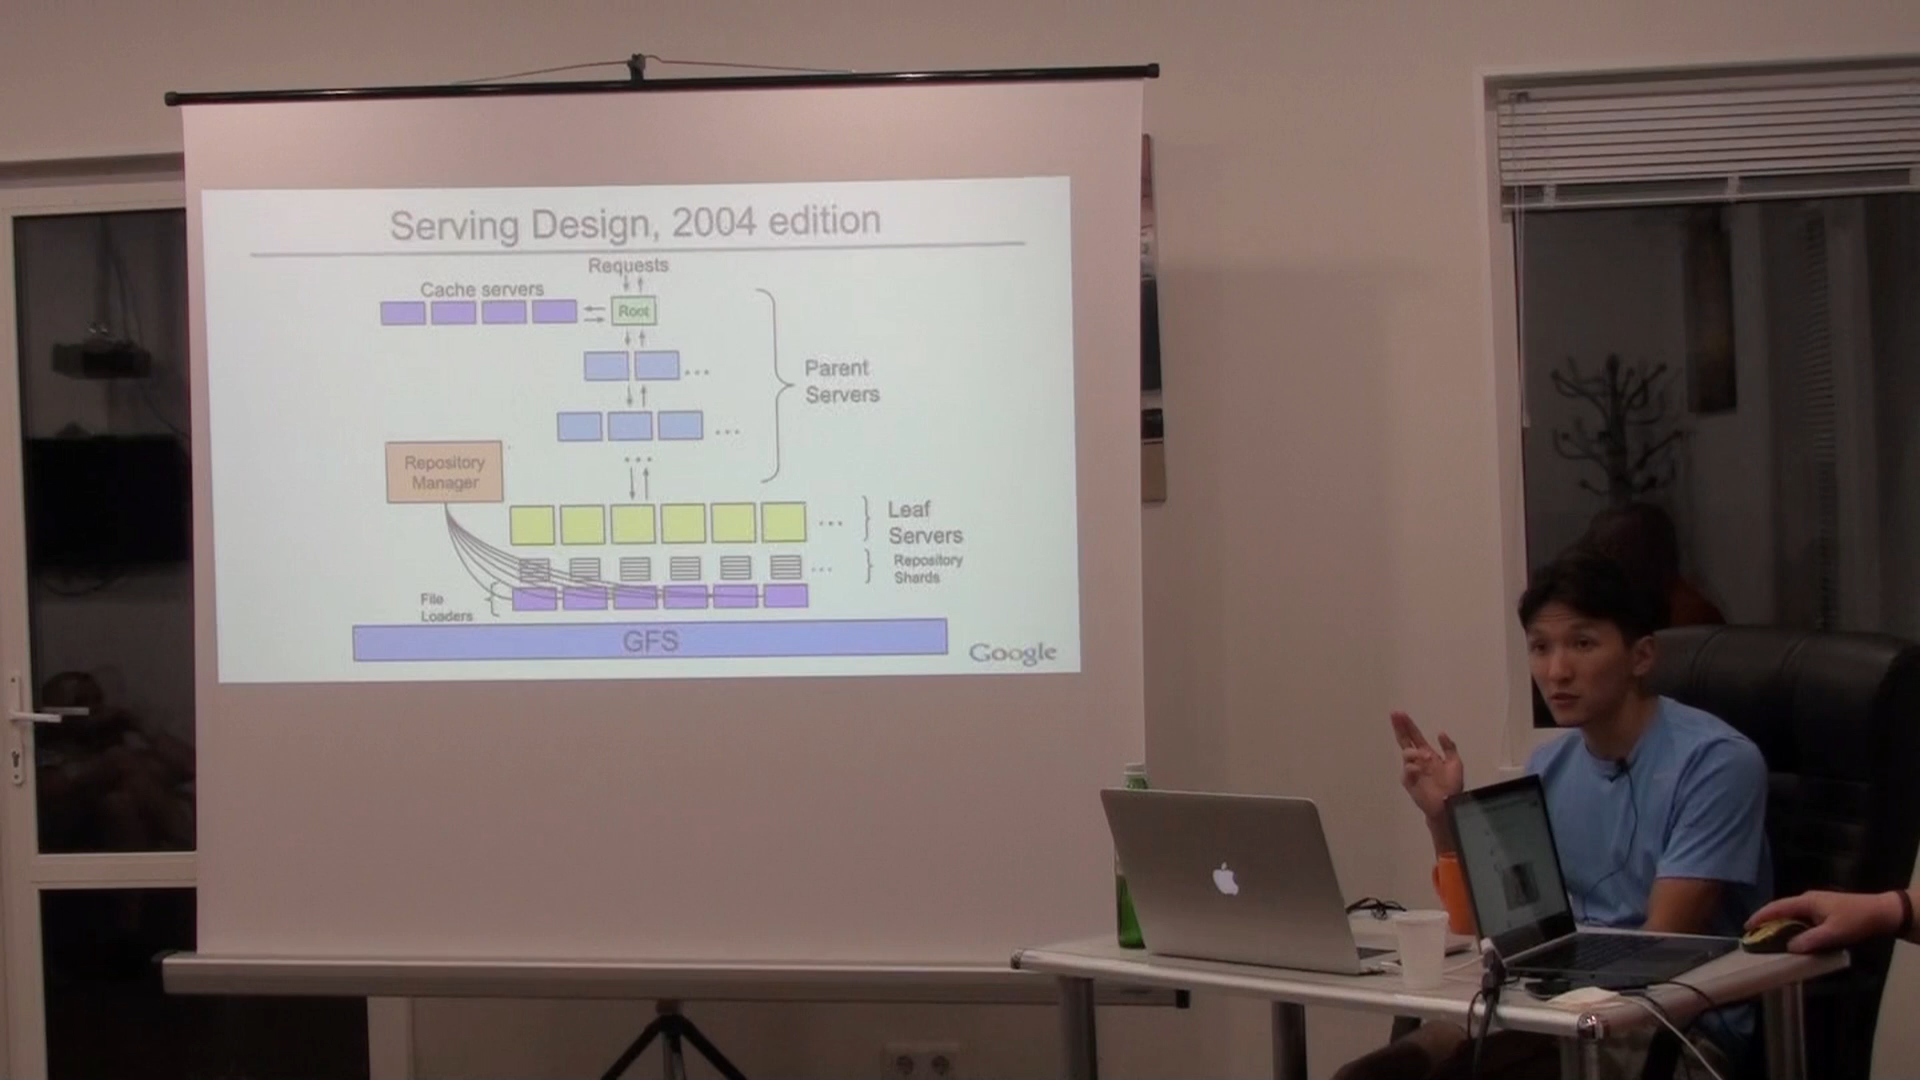 Serving Design, 2004 edition
Requests
Cache servers
Root
Parent
Servers
Repository
Manager
Leaf
Servers
Repository
Shards
File
Loaders
GFS
Google